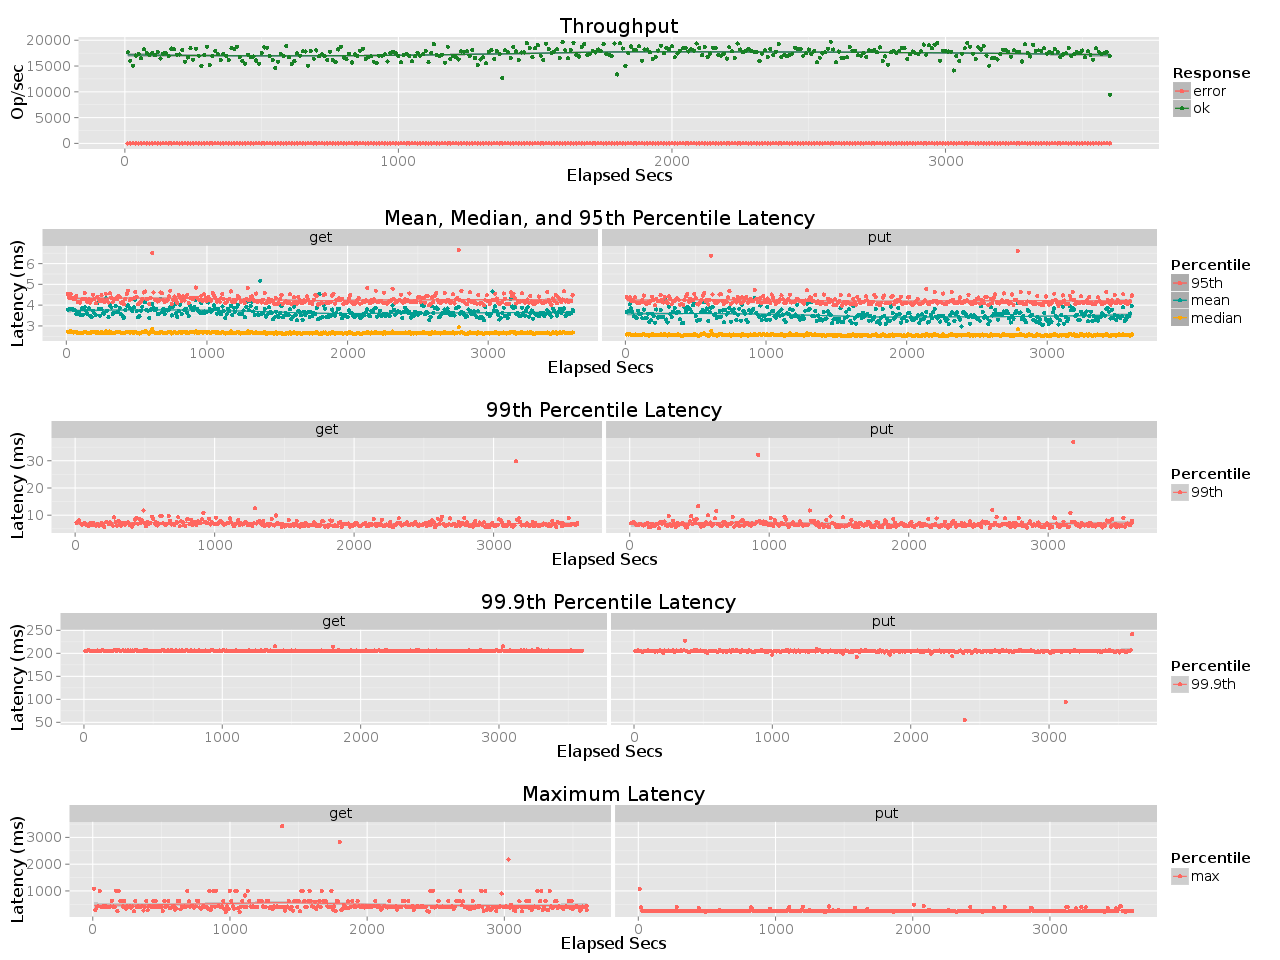 Throughput
20000
15000
10000
5000
0
Op/sec
0 1000 2000 3000
Elapsed Secs
Response
error
ok
Mean, Median, and 95th Percentile Latency
get put
6
5
4
3
Latency (ms)
0 1000 2000 3000 0 1000 2000 3000
Elapsed Secs
Percentile
95th
mean
median
99th Percentile Latency
get put
30
20
10
Latency (ms)
0 1000 2000 3000 0 1000 2000 3000
Elapsed Secs
Percentile
99th
99.9th Percentile Latency
get put
250
200
150
100
50
Latency (ms)
0 1000 2000 3000 0 1000 2000 3000
Elapsed Secs
Percentile
99.9th
Maximum Latency
get put
3000
2000
1000
Latency (ms)
0 1000 2000 3000 0 1000 2000 3000
Elapsed Secs
Percentile
max